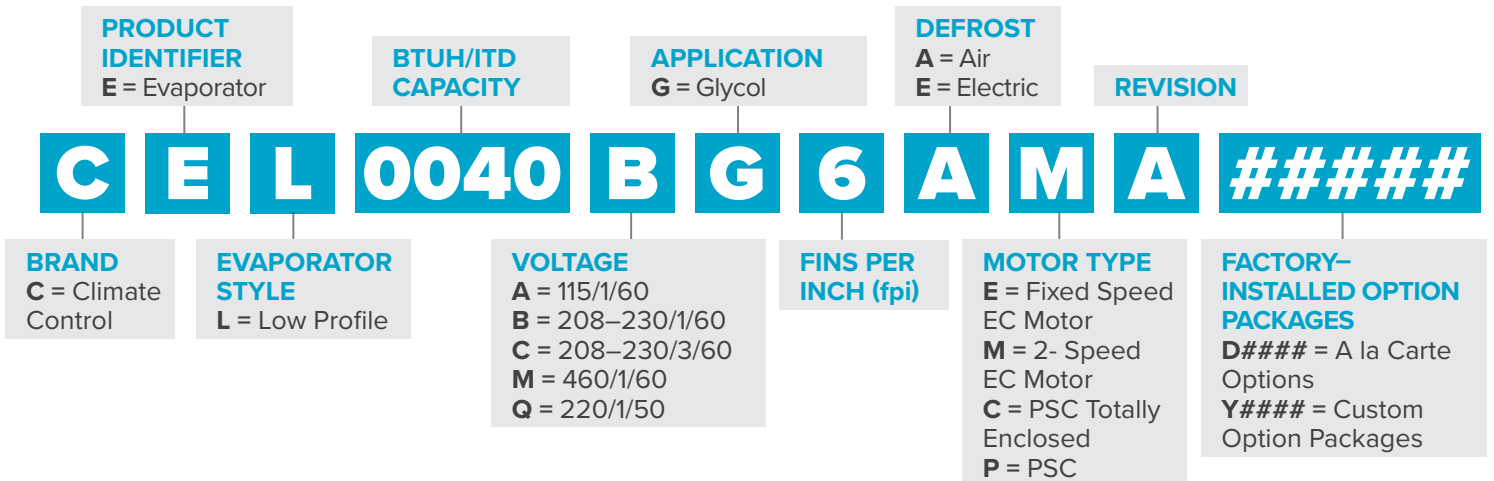 PRODUCT
IDENTIFIER
E = Evaporator
BTUH/ITD
CAPACITY
APPLICATION
G = Glycol
DEFROST
A = Air
E = Electric
REVISION
C E L 0040 B G 6 A M A #####
BRAND
C = Climate
Control
EVAPORATOR
STYLE
L = Low Profile
VOLTAGE
A = 115/1/60
B = 208–230/1/60
C = 208–230/3/60
M = 460/1/60
Q = 220/1/50
FINS PER
INCH (fpi)
MOTOR TYPE
E = Fixed Speed
EC Motor
M = 2- Speed
EC Motor
C = PSC Totally
Enclosed
P = PSC
FACTORY–
INSTALLED OPTION
PACKAGES
D#### = A la Carte
Options
Y#### = Custom
Option Packages